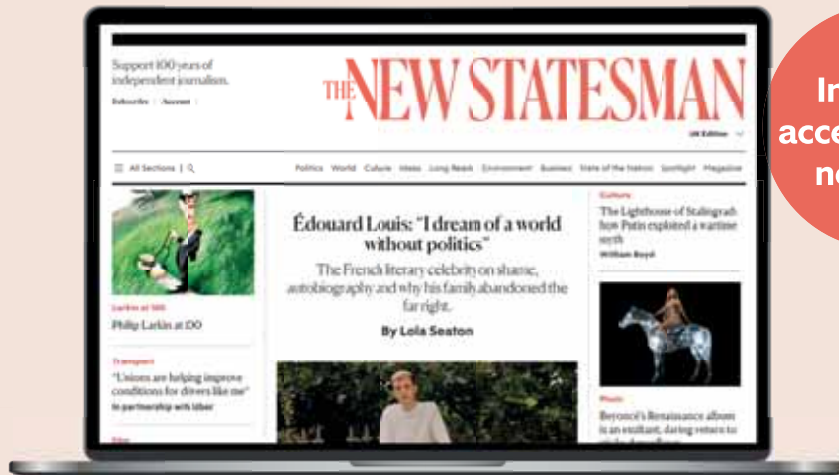 Support 100 years of
independent journalism.
Subscribe Account
THE NEW STATESMAN
UK Edition
All Sections
Politics World Culture Ideas Long Reads Environment Business State of the Nation Spotlight Magazine
Larkin at 100
Philip Larkin at 100
Transport
"Unions are helping improve
conditions for drivers like me"
In partnership with Uber
Film
Édouard Louis: "I dream of a world
without politics"
The French literary celebrity on shame,
autobiography and why his family abandoned the
far right.
By Lola Seaton
Culture
The Lighthouse of Stalingrad:
how Putin exploited a wartime
myth
William Boyd
Music
Beyoncé's Renaissance album
is an exultant, daring return to
In
acce
no